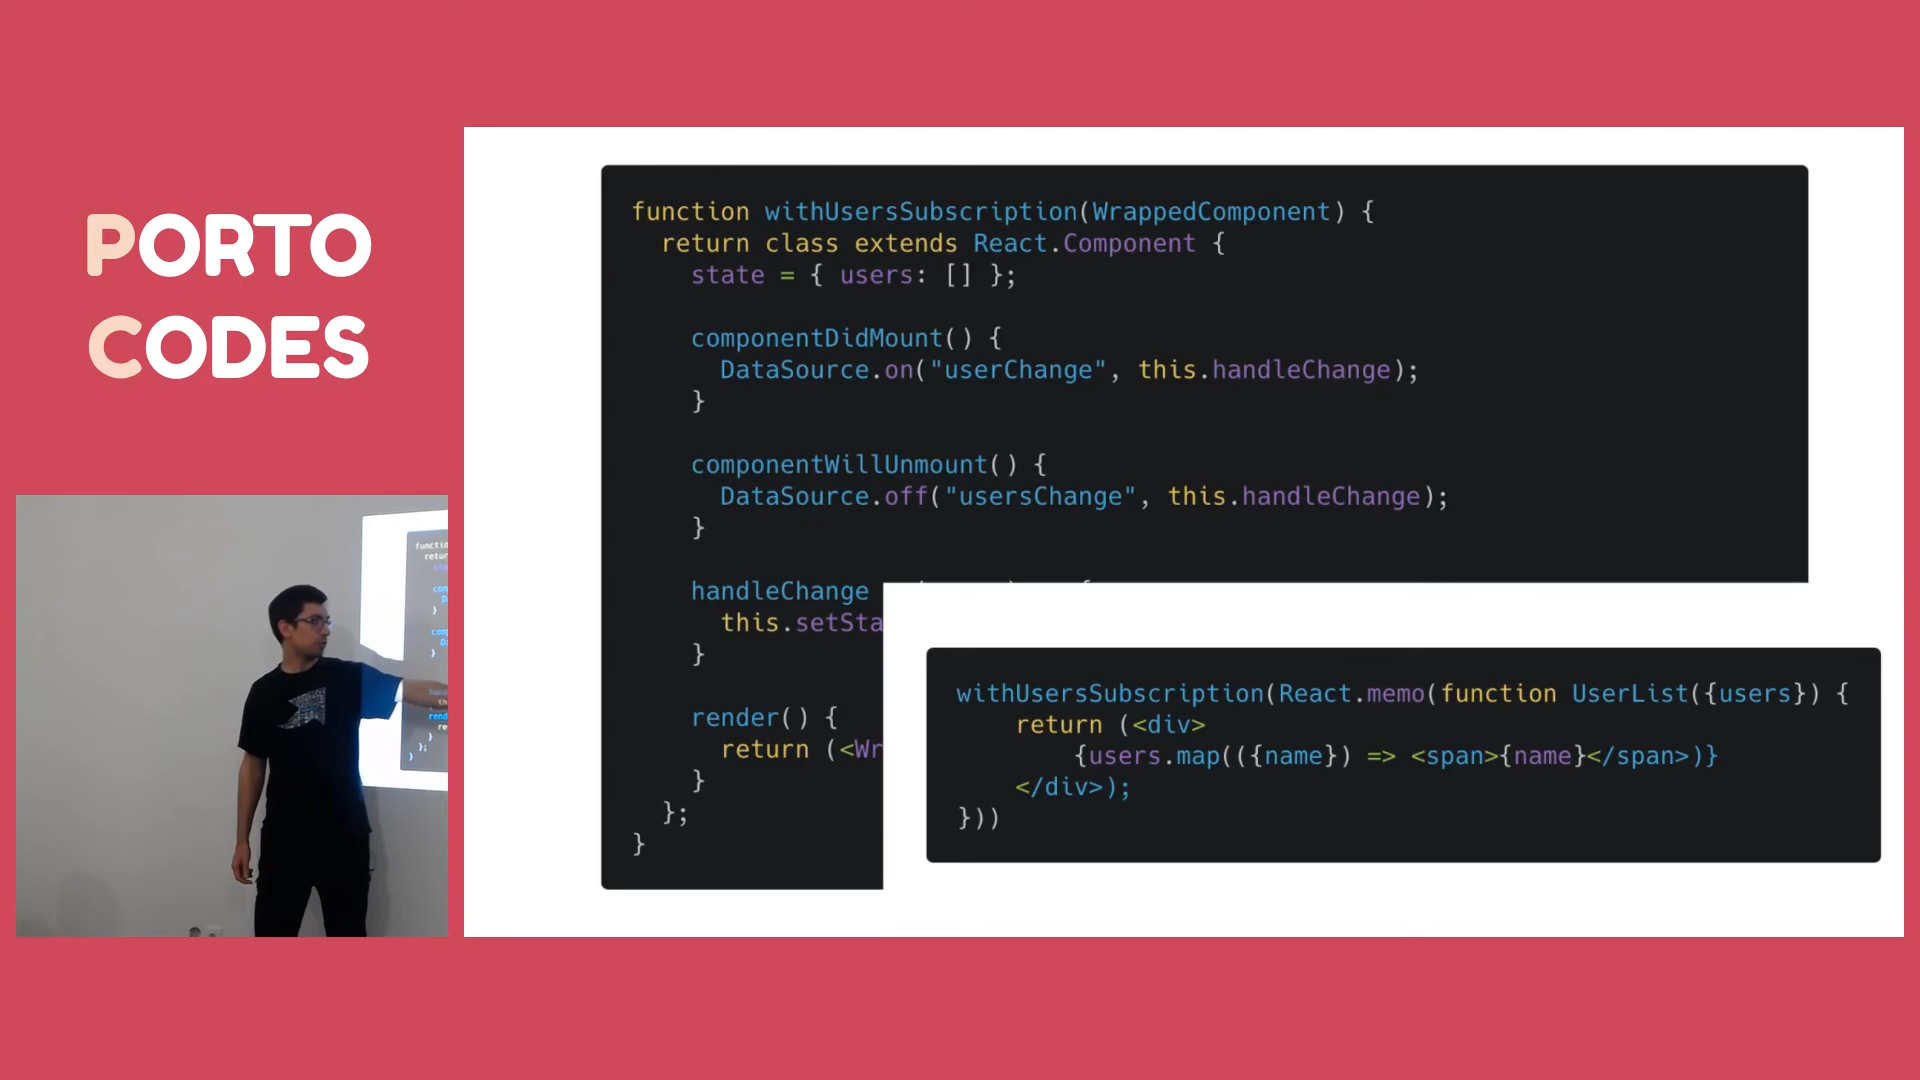 PORTO
CODES
function withUsersSubscription(WrappedComponent) {
return class extends React.Component {
state = { users: [] };
componentDidMount() {
DataSource.on("userChange", this.handleChange);
}
componentWillUnmount() {
DataSource.off("usersChange", this.handleChange);
}
handleChange
this.setSta
}
render() {
return (<Wr
}
};
}
withUsersSubscription(React.memo(function UserList({users}) {
return (<div>
{users.map(({name}) => <span>{name}</span>)}
</div>);
}))